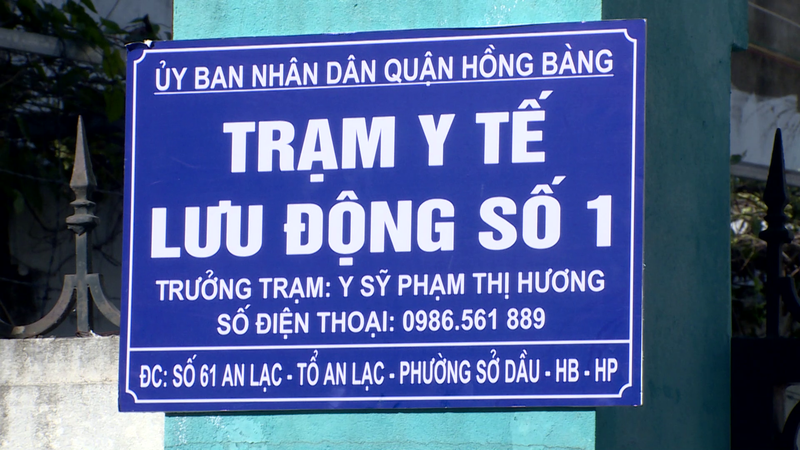 ỦY BAN NHÂN DÂN QUẬN HỒNG BÀNG
TRẠM Y TẾ
LƯU ĐỘNG SỐ 1
TRƯỞNG TRẠM: Y SỸ PHẠM THỊ HƯƠNG
SỐ ĐIỆN THOẠI: 0986.561 889
ĐC: SỐ 61 AN LẠC - TỔ AN LẠC - PHƯỜNG SỞ DẦU - HB - HP